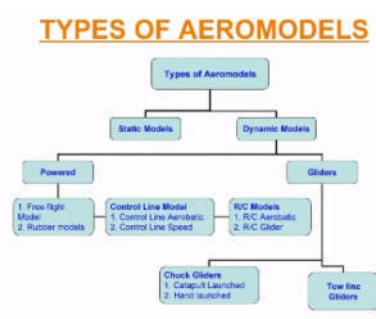 TYPES OF AEROMODELS
Types of Aeromodels
Static Models
Dynamic Models
Powered
Gliders
1. Free flight
Model
2. Rubber models
Control Line Model
1. Control Line Aerobatic
2. Control Line Speed
R/C Models
1. R/C Aerobatic
2. R/C Glider
Chuck Gliders
1. Catapult Launched
2. Hand launched
Tow line
Gliders